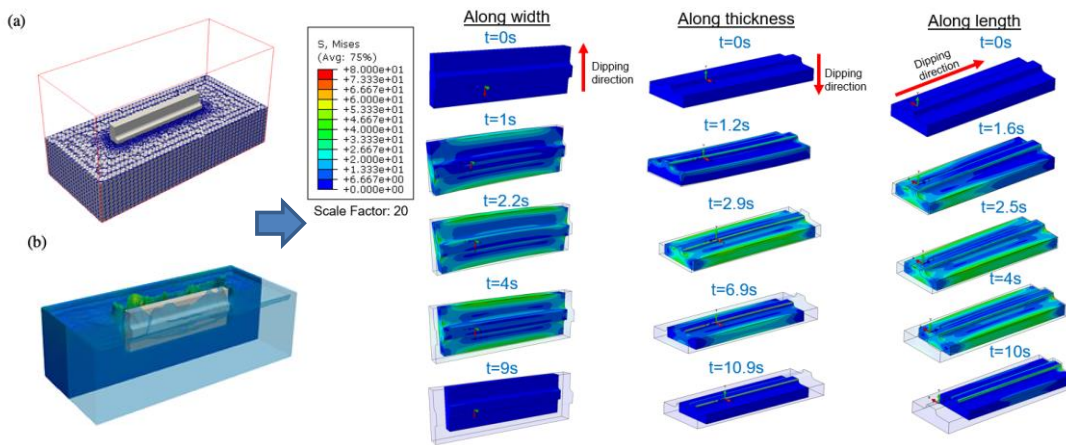 (a)
S, Mises
(Avg: 75%)
+8.000e+01
+7.333e+01
+6.667e+01
+6.000e+01
+5.333e+01
+4.667e+01
+4.000e+01
+3.333e+01
+2.667e+01
+2.000e+01
+1.333e+01
+6.667e+00
+0.000e+00
Scale Factor: 20
(b)
Along width
t=0s
Dipping
direction
t=1s
t=2.2s
t=4s
t=9s
Along thickness
t=0s
Dipping
direction
t=1.2s
t=2.9s
t=6.9s
t=10.9s
Along length
t=0s
Dipping
direction
t=1.6s
t=2.5s
t=4s
t=10s